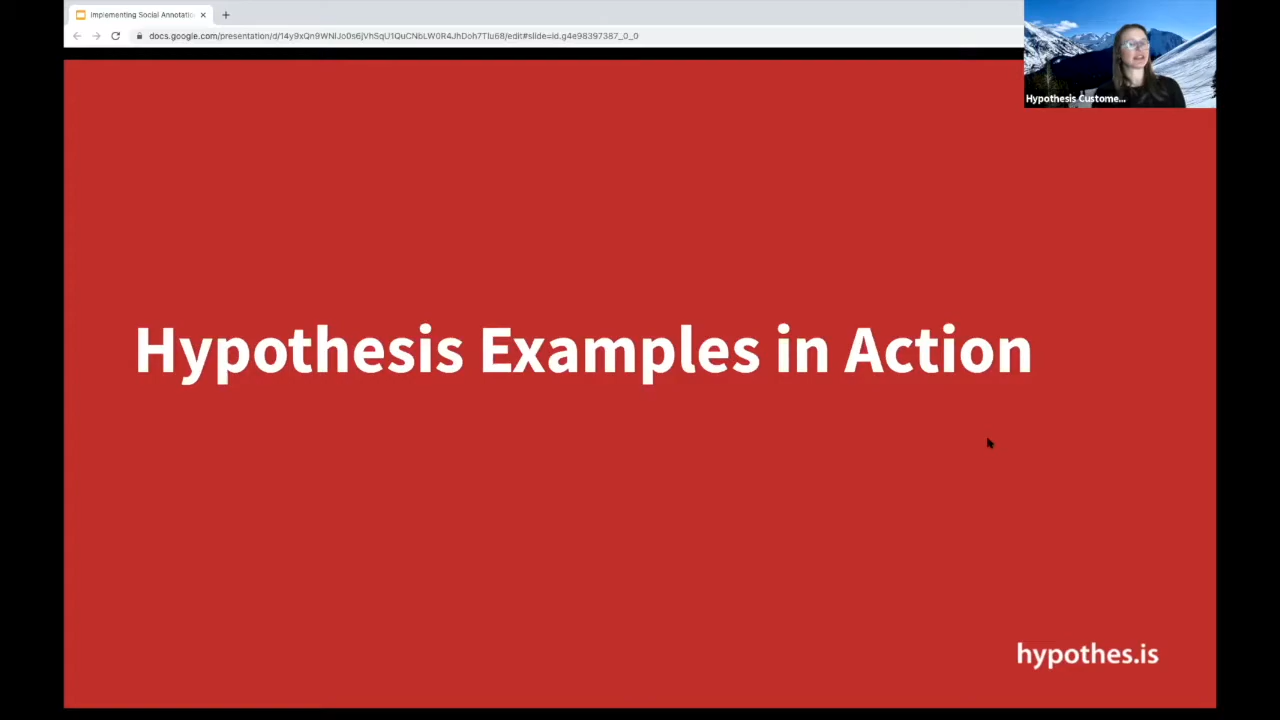 Implementing Social Annotatio
docs.google.com/presentation/d/14y9xQn9WNIJo0s6jVhSqU1QuCNbLW0R4JhDoh7TIu68/edit#slide=id.g4e98397387_0_0
Hypothesis Custome...
Hypothesis Examples in Action
hypothes.is